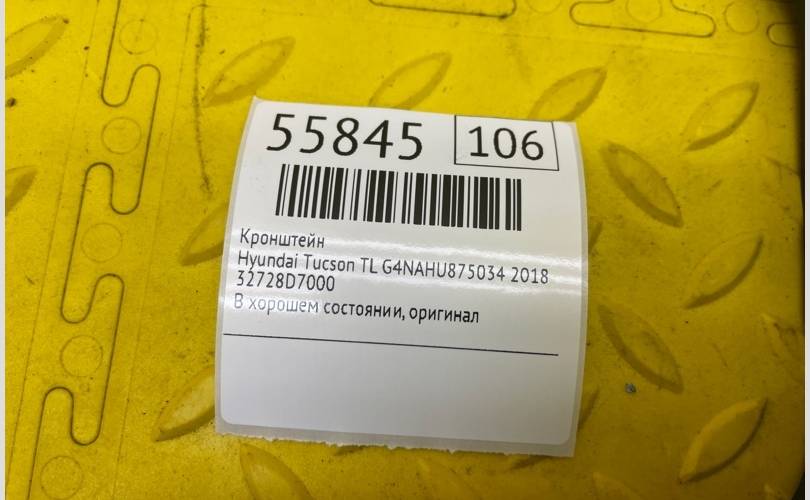 55845 106
Кронштейн
Hyundai Tucson TL G4NAHU875034 2018
32728D7000
В хорошем состоянии, оригинал